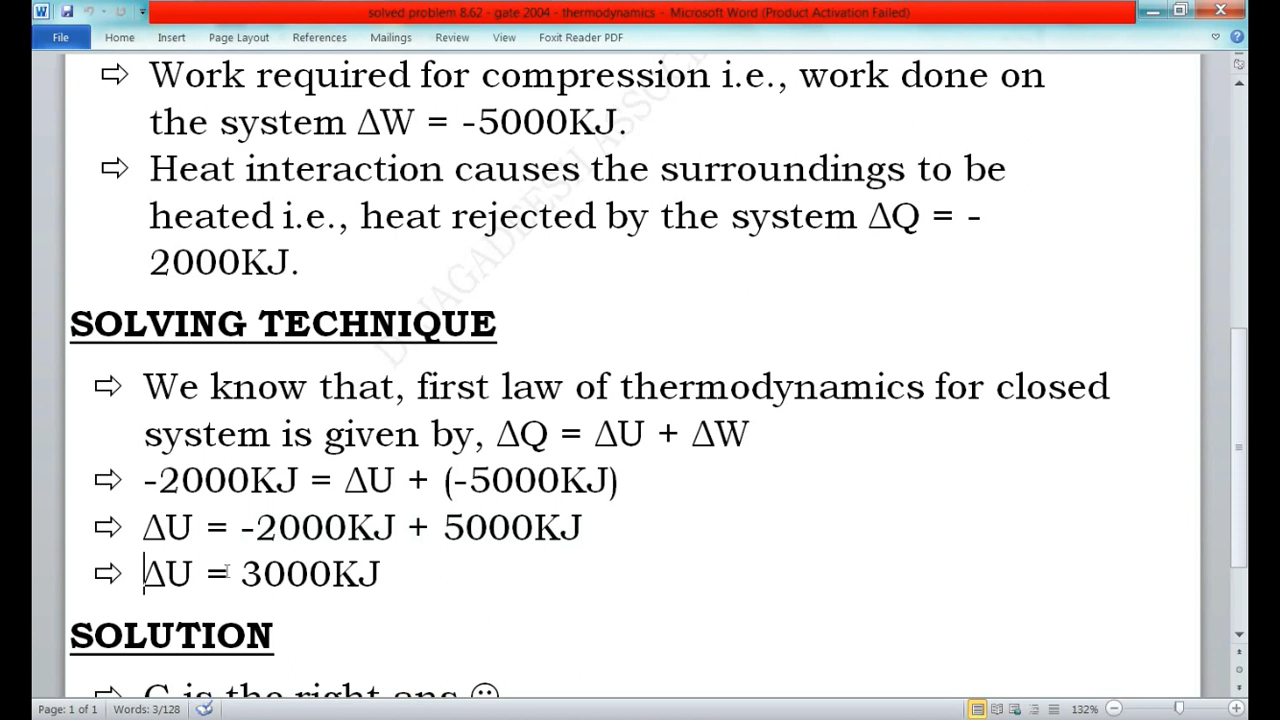 solved problem 8.62 - gate 2004 - thermodynamics - Microsoft Word (Product Activation Failed)
File Home Insert Page Layout References Mailings Review View Foxit Reader PDF
⇨ Work required for compression i.e., work done on
the system ΔW = -5000KJ.
⇨ Heat interaction causes the surroundings to be
heated i.e., heat rejected by the system ΔQ = -
2000KJ.
SOLVING TECHNIQUE
⇨ We know that, first law of thermodynamics for closed
system is given by, ΔQ = ΔU + ΔW
⇨ -2000KJ = ΔU + (-5000KJ)
⇨ ΔU = -2000KJ + 5000KJ
⇨ ΔU = 3000KJ
SOLUTION
⇨ C is the right ans ☺
Page: 1 of 1 Words: 3/128 132%